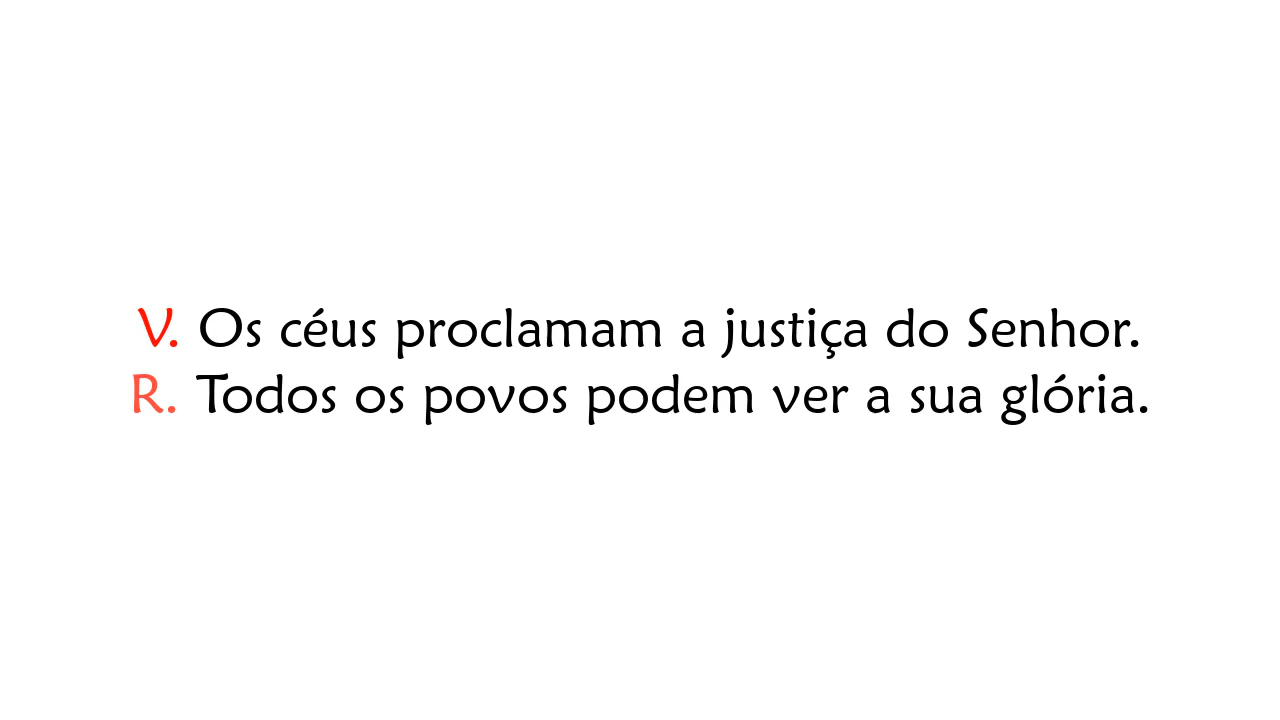 V. Os céus proclamam a justiça do Senhor.
R. Todos os povos podem ver a sua glória.